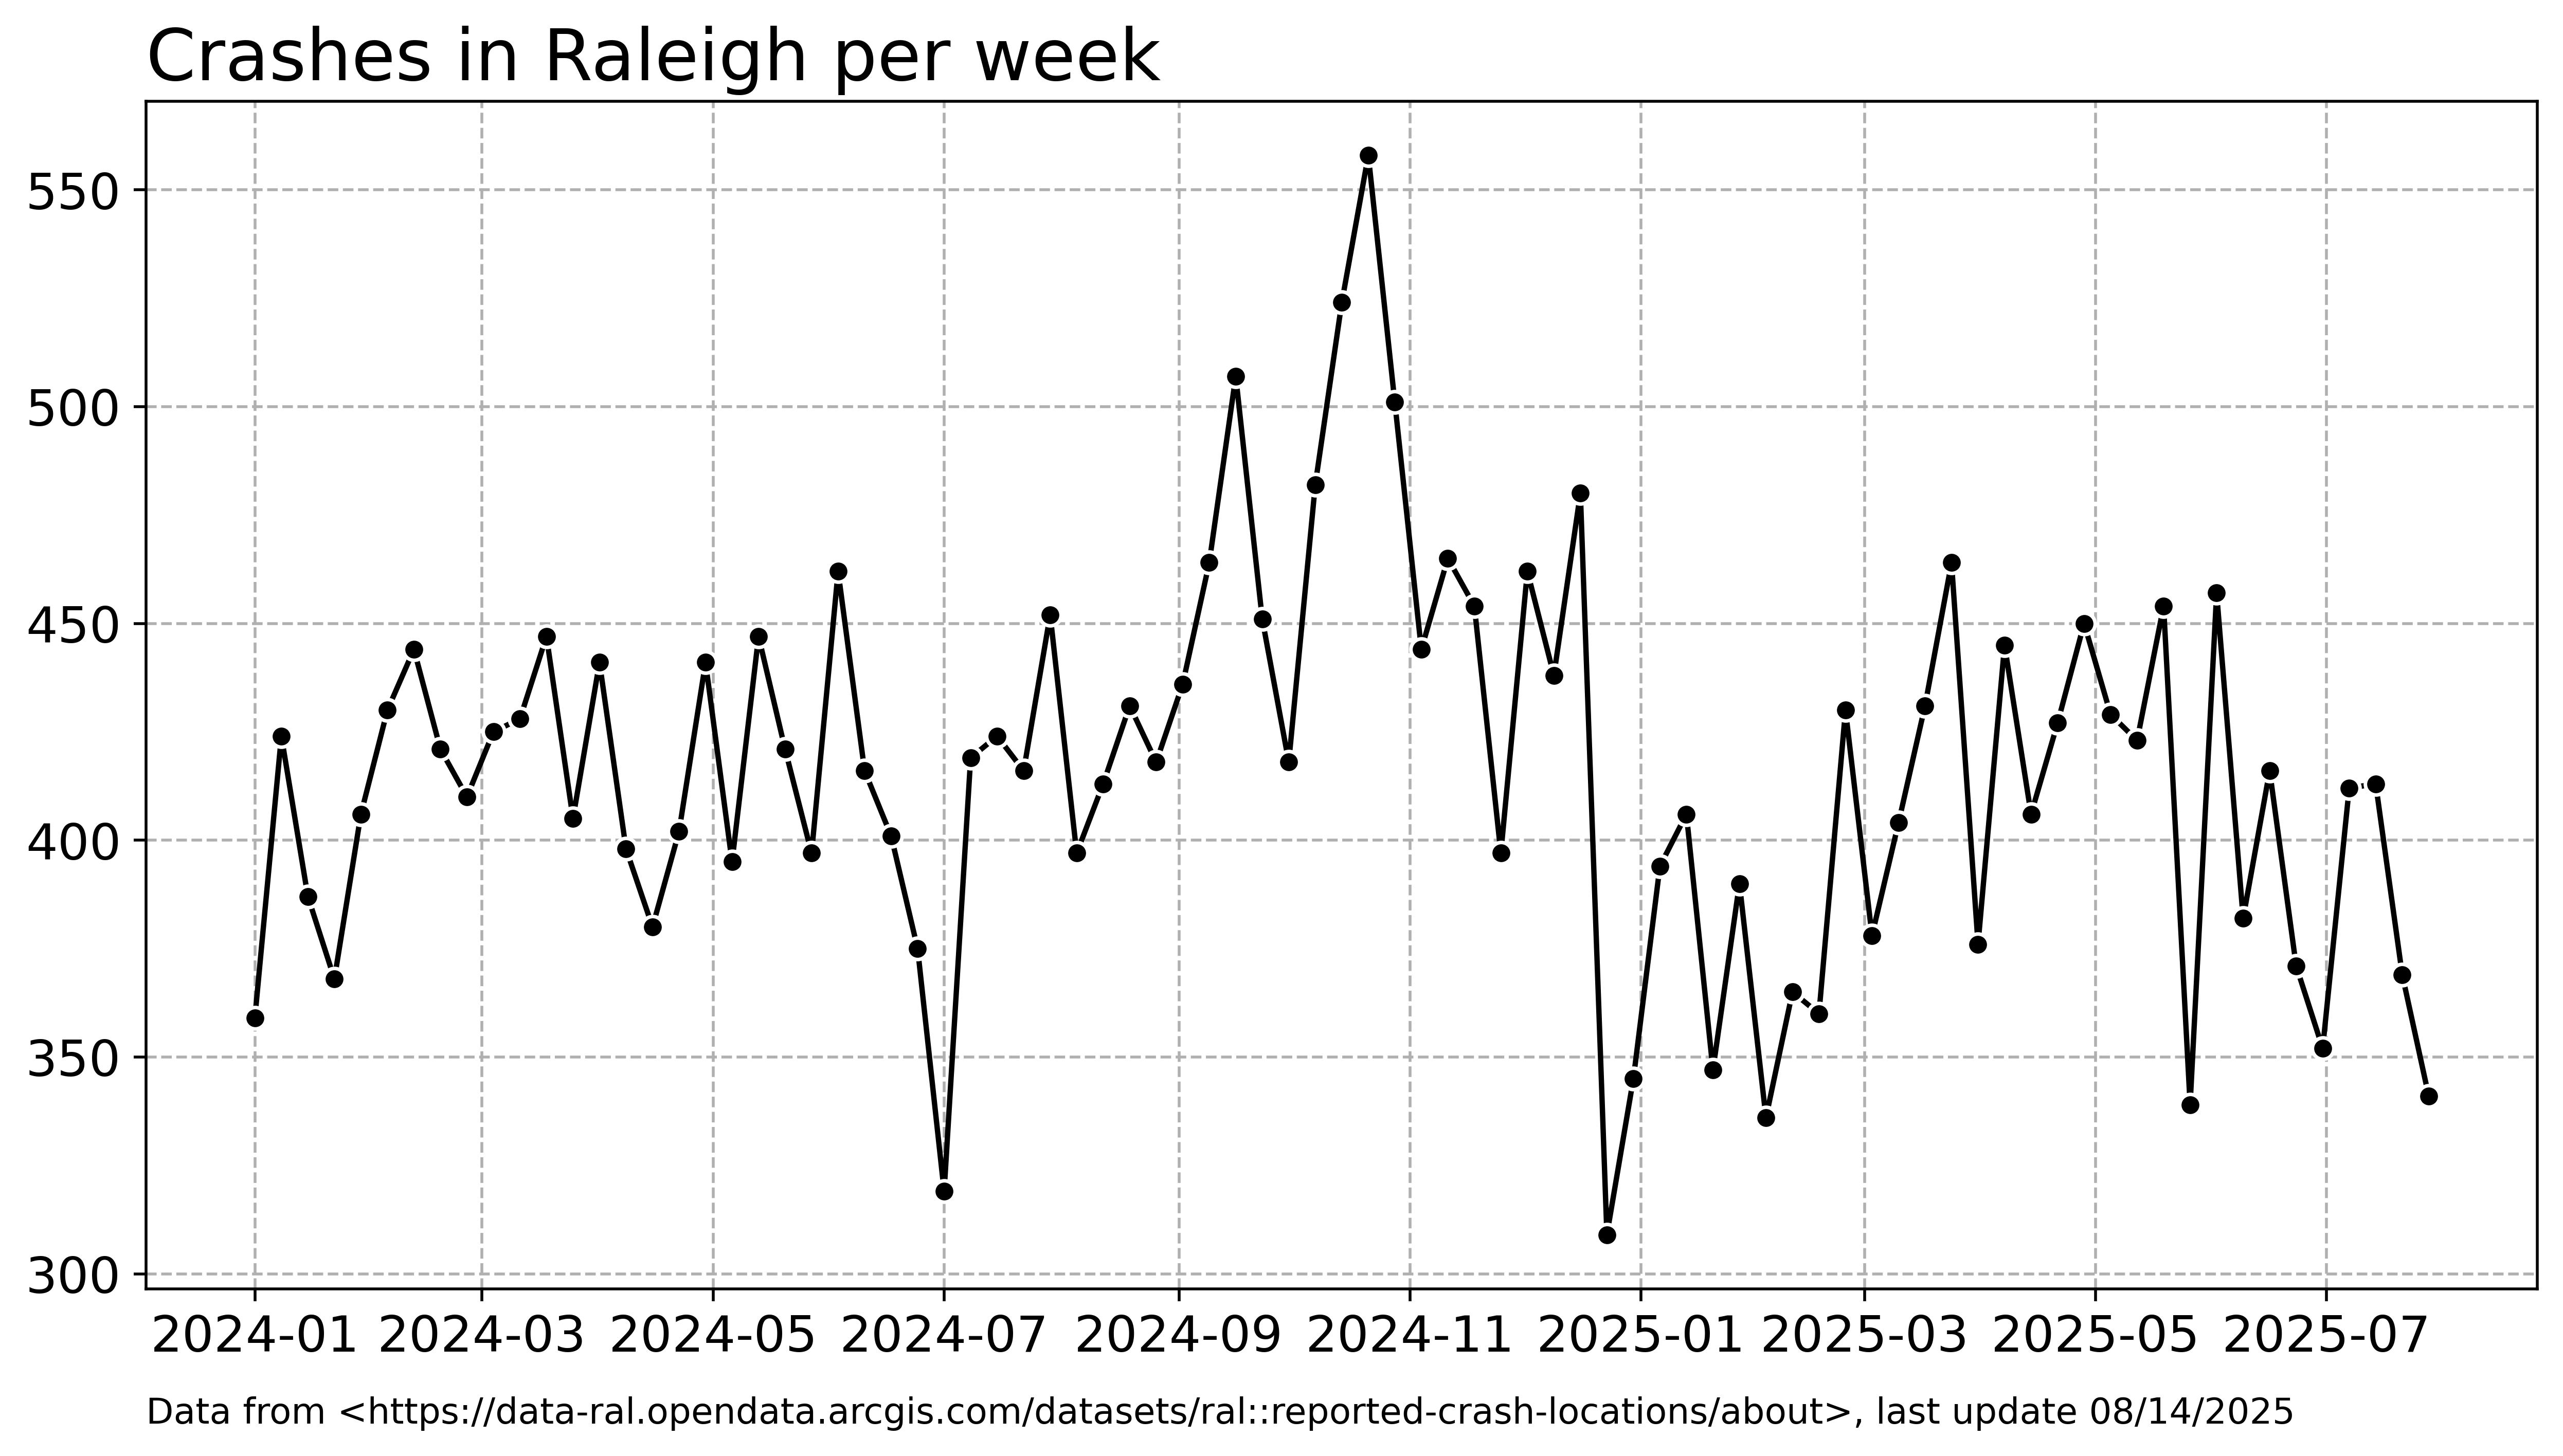 Crashes in Raleigh per week
550
500
450
400
350
300
2024-01 2024-03 2024-05 2024-07 2024-09 2024-11 2025-01 2025-03 2025-05 2025-07
Data from <https://data-ral.opendata.arcgis.com/datasets/ral::reported-crash-locations/about>, last update 08/14/2025